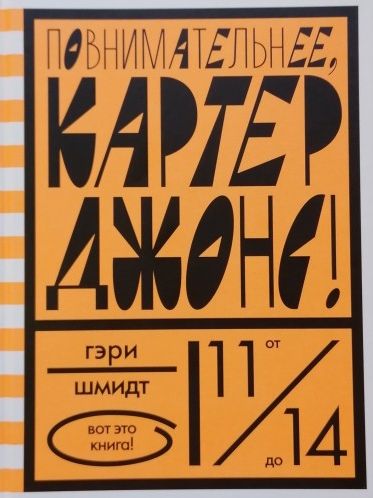 ПОВНИМАТЕЛЬНЕЕ,
КАРТЕР
ДЖОНС!
гэри
шмидт
вот это
книга!
11 от
до 14